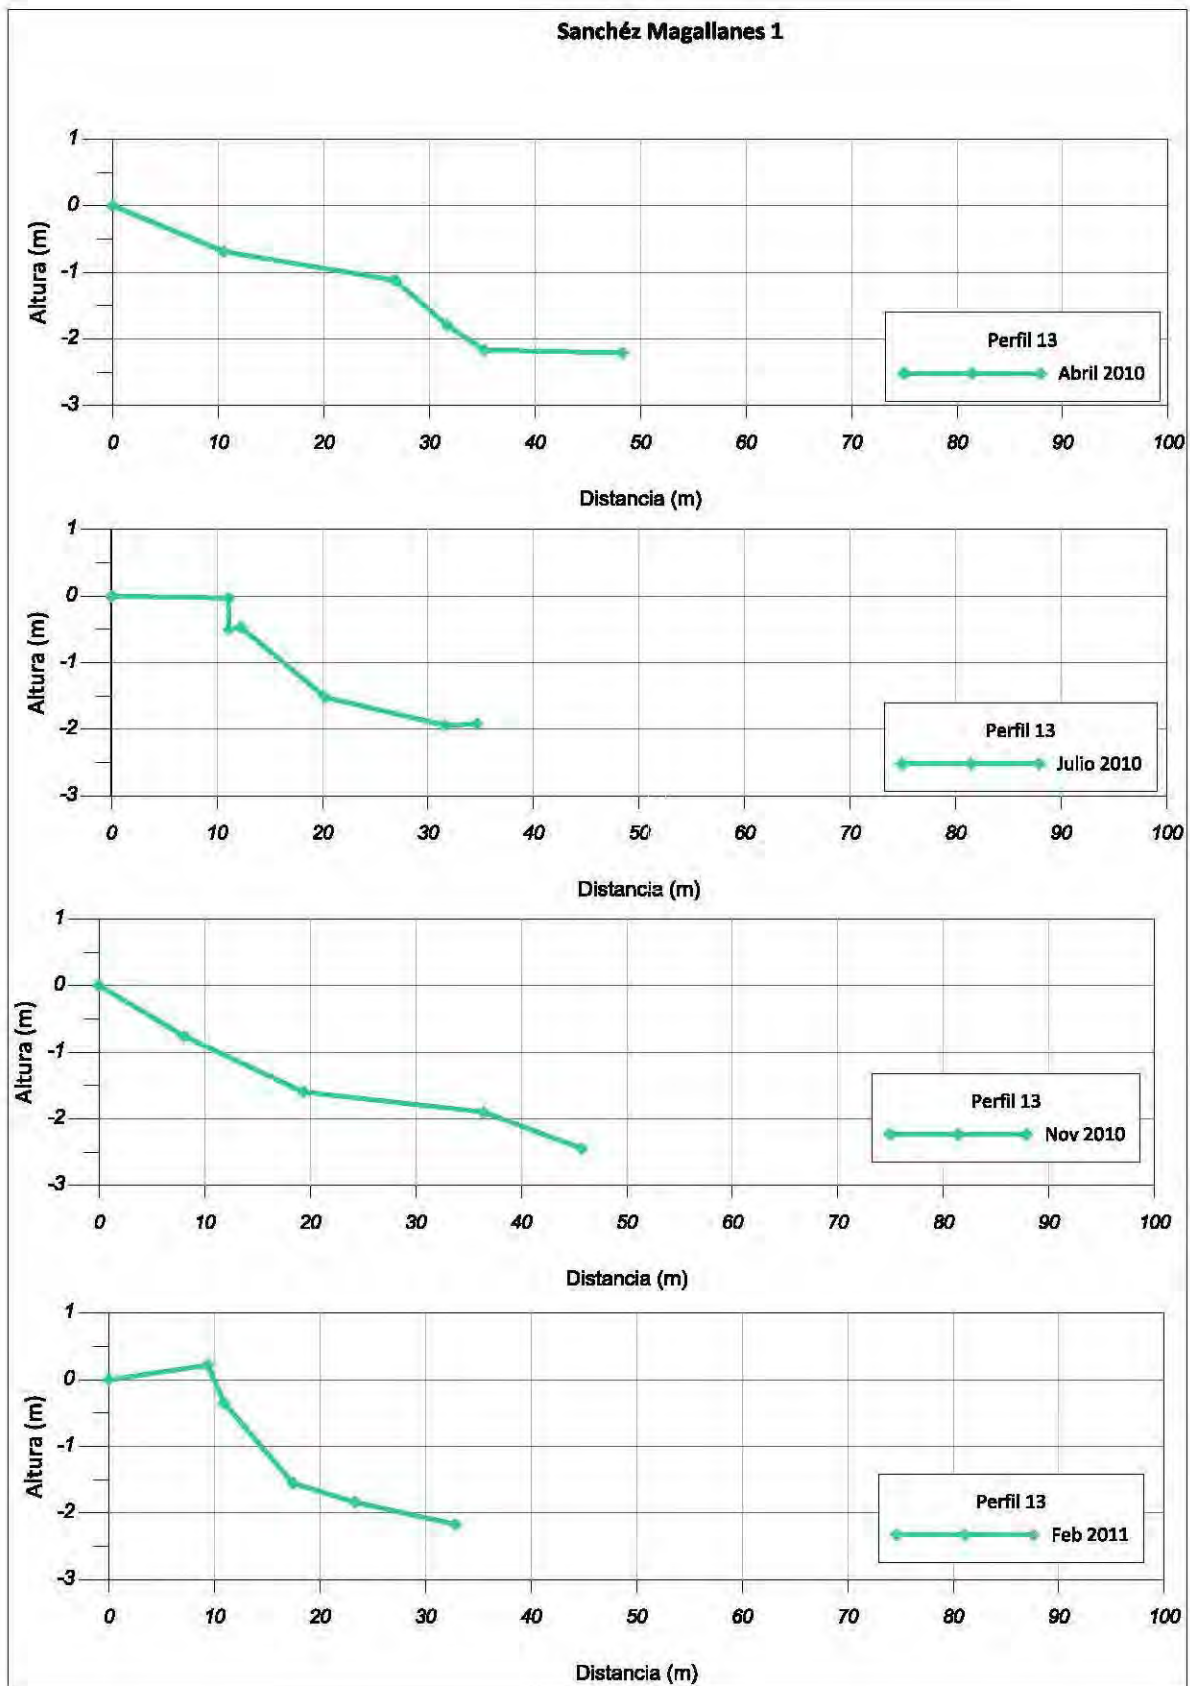 Sanchéz Magallanes 1
1
0
-1
-2
-3
Altura (m)
0 10 20 30 40 50 60 70 80 90 100
Distancia (m)
Perfil 13
Abril 2010
1
0
-1
-2
-3
Altura (m)
0 10 20 30 40 50 60 70 80 90 100
Distancia (m)
Perfil 13
Julio 2010
1
0
-1
-2
-3
Altura (m)
0 10 20 30 40 50 60 70 80 90 100
Distancia (m)
Perfil 13
Nov 2010
1
0
-1
-2
-3
Altura (m)
0 10 20 30 40 50 60 70 80 90 100
Distancia (m)
Perfil 13
Feb 2011